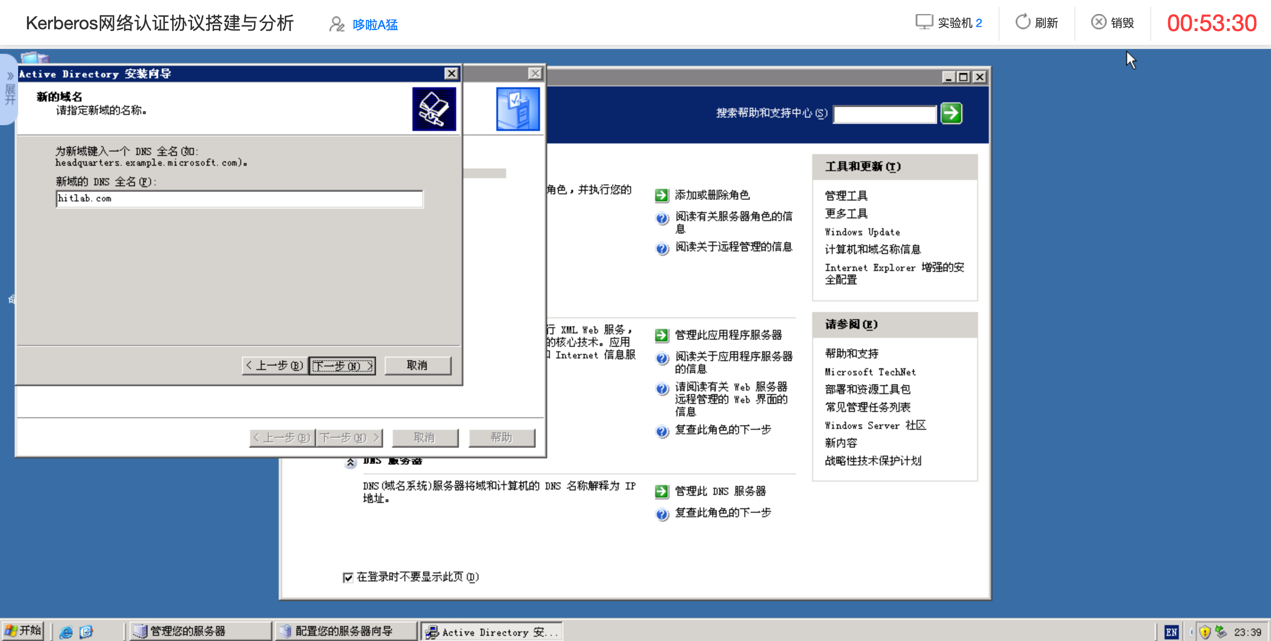 Kerberos网络认证协议搭建与分析
哆啦A猛
实验机 2
刷新
销毁
00:53:30
»
展开
Active Directory 安装向导
新的域名
请指定新域的名称。
为新域键入一个 DNS 全名(如:
headquarters.example.microsoft.com)。
新域的 DNS 全名(F):
hitlab.com
< 上一步(B)
下一步(N) >
取消
< 上一步(B)
下一步(N) >
取消
帮助
搜索帮助和支持中心(S)
角色，并执行您的
添加或删除角色
阅读有关服务器角色的信
息
阅读关于远程管理的信息
行 XML Web 服务，
的核心技术。应用
Internet 信息服
管理此应用程序服务器
阅读关于应用程序服务器
的信息
请阅读有关 Web 服务器
远程管理的 Web 界面的
信息
复查此角色的下一步
DNS 服务器
DNS(域名系统)服务器将域和计算机的 DNS 名称解释为 IP
地址。
管理此 DNS 服务器
复查此角色的下一步
在登录时不要显示此页(D)
工具和更新(T)
管理工具
更多工具
Windows Update
计算机和域名称信息
Internet Explorer 增强的安
全配置
请参阅(E)
帮助和支持
Microsoft TechNet
部署和资源工具包
常见管理任务列表
Windows Server 社区
新内容
战略性技术保护计划
开始
管理您的服务器
配置您的服务器向导
Active Directory 安...
EN
23:39